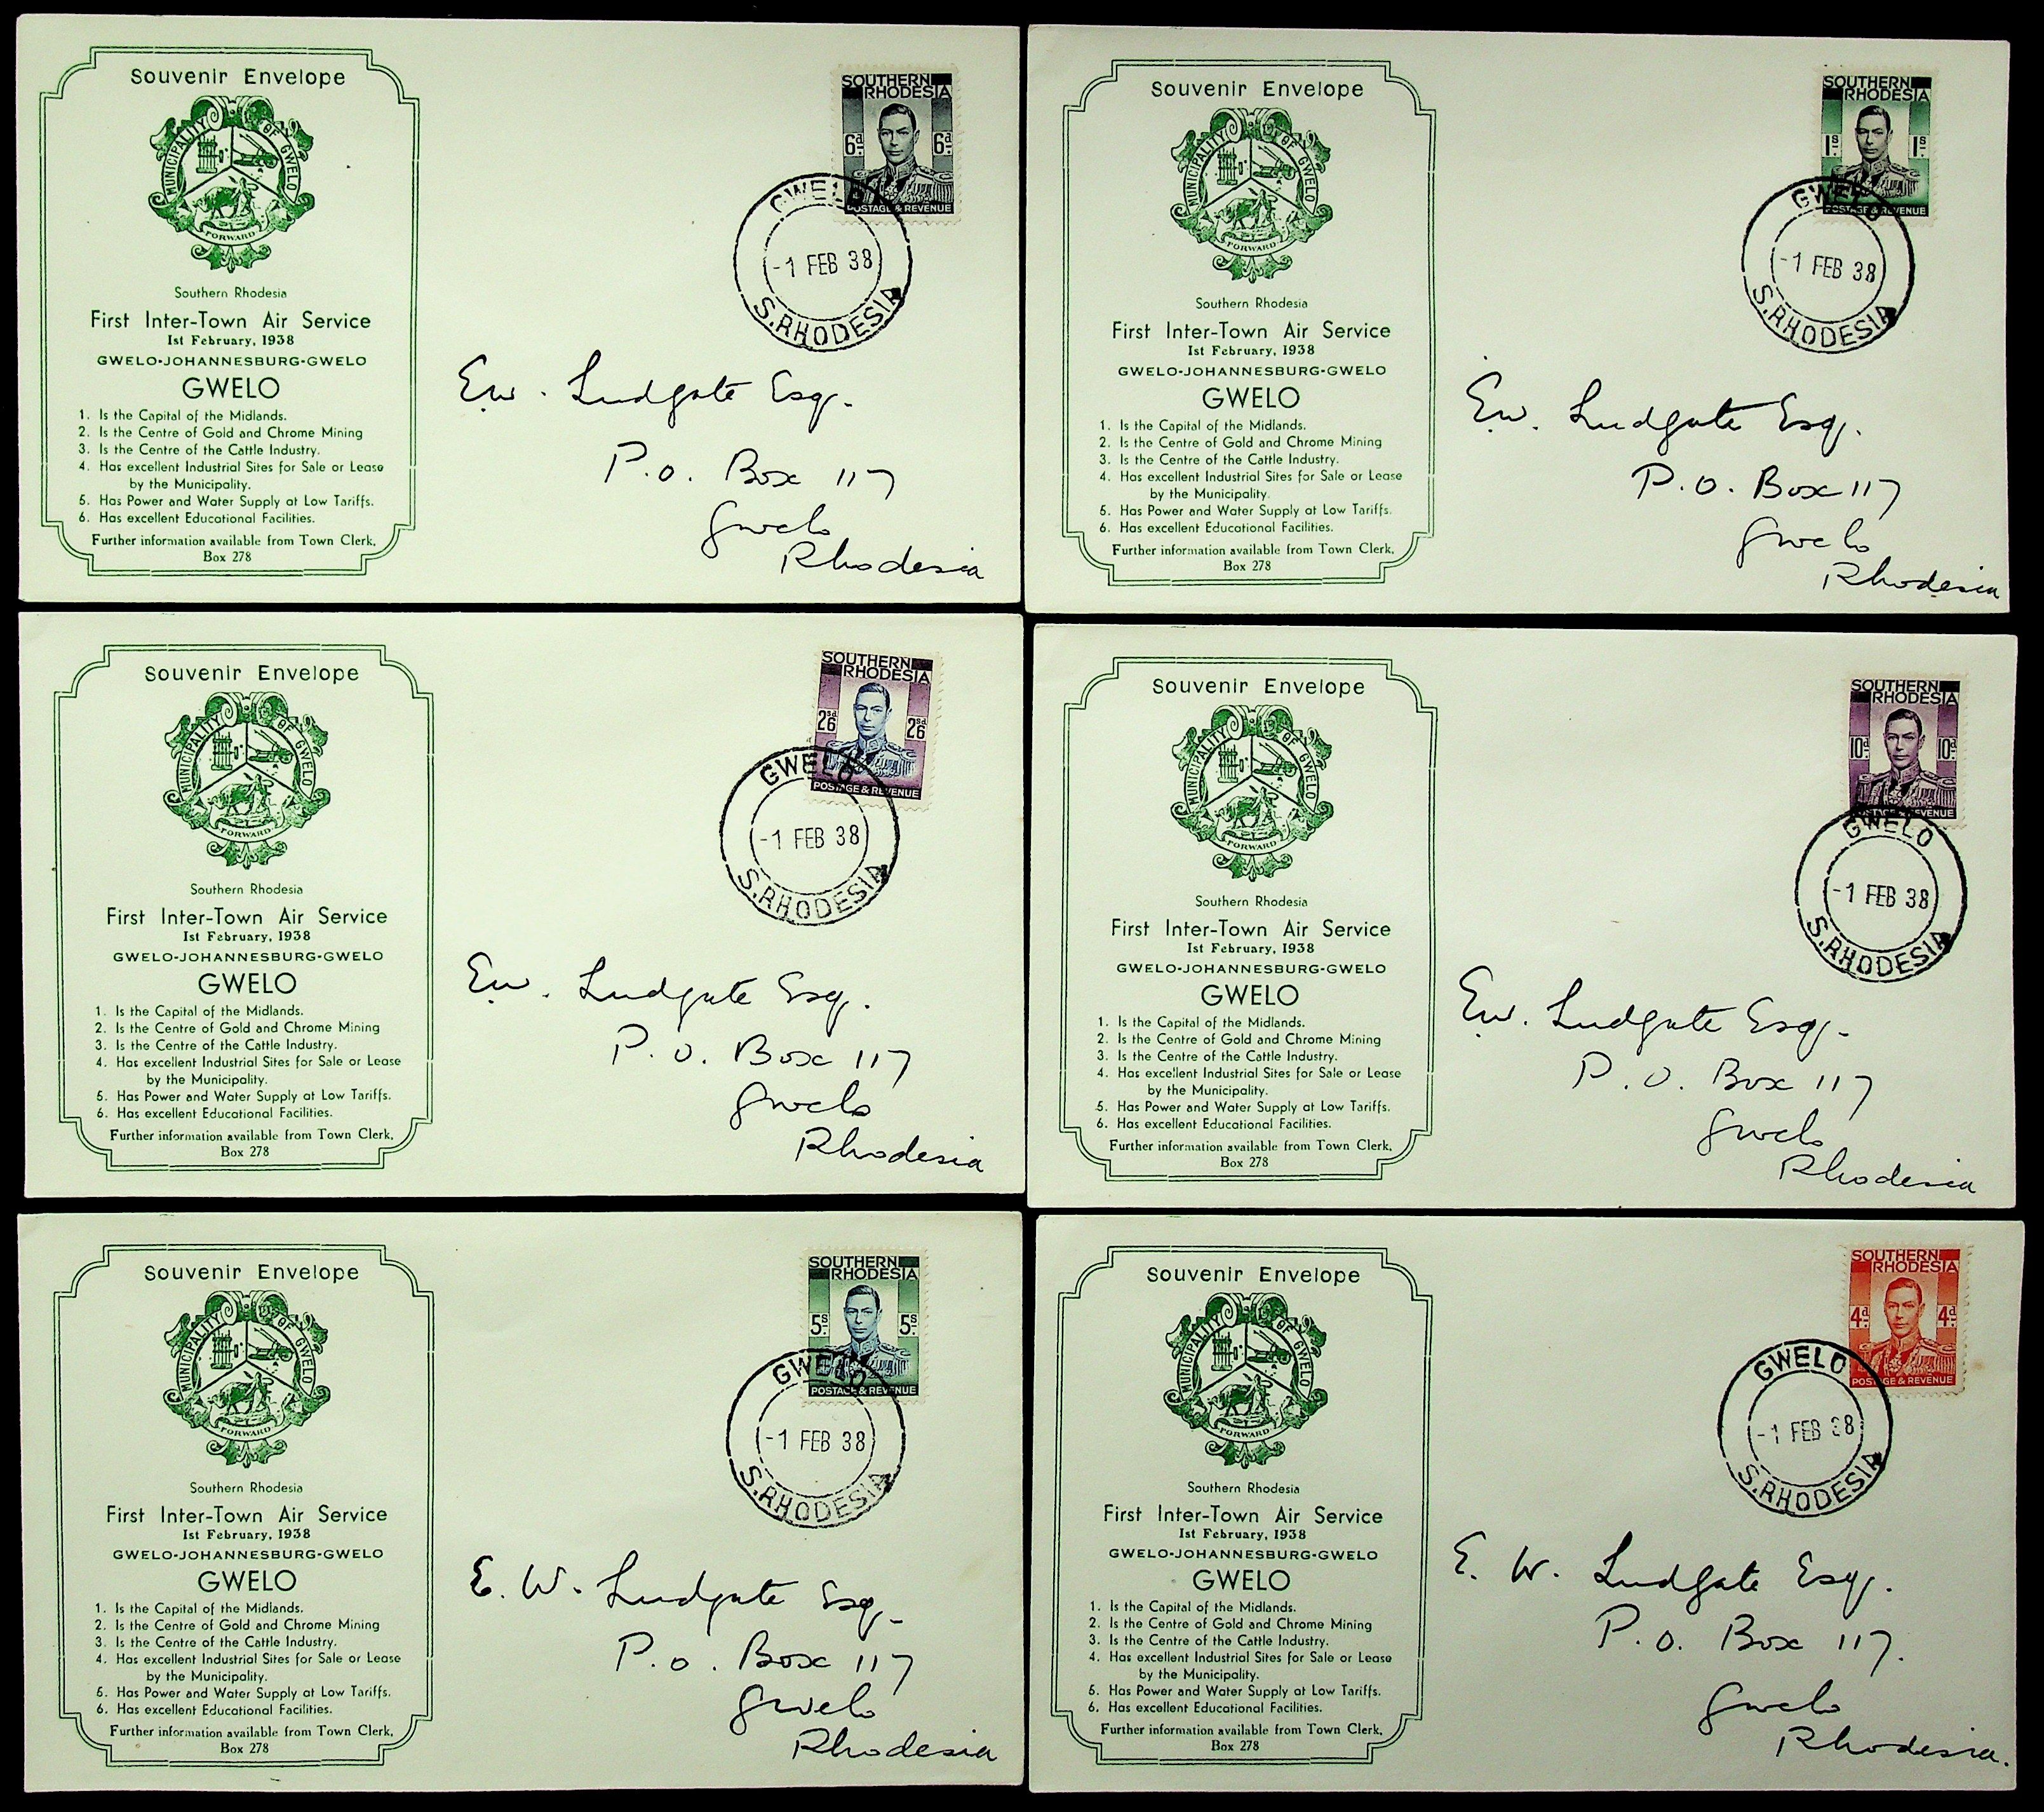 Souvenir Envelope
MUNICIPALITY OF GWELO
FORWARD
Southern Rhodesia
First Inter-Town Air Service
1st February, 1938
GWELO-JOHANNESBURG-GWELO
GWELO
1. Is the Capital of the Midlands.
2. Is the Centre of Gold and Chrome Mining
3. Is the Centre of the Cattle Industry.
4. Has excellent Industrial Sites for Sale or Lease
by the Municipality.
5. Has Power and Water Supply at Low Tariffs.
6. Has excellent Educational Facilities.
Further information available from Town Clerk,
Box 278
SOUTHERN
RHODESIA
6d. 6d.
POSTAGE & REVENUE
GWELO
-1 FEB 38
S.RHODESIA
E.W. Ludgate Esq.
P.O. Box 117
Gwelo
Rhodesia
Souvenir Envelope
MUNICIPALITY OF GWELO
FORWARD
Southern Rhodesia
First Inter-Town Air Service
1st February, 1938
GWELO-JOHANNESBURG-GWELO
GWELO
1. Is the Capital of the Midlands.
2. Is the Centre of Gold and Chrome Mining
3. Is the Centre of the Cattle Industry.
4. Has excellent Industrial Sites for Sale or Lease
by the Municipality.
5. Has Power and Water Supply at Low Tariffs.
6. Has excellent Educational Facilities.
Further information available from Town Clerk,
Box 278
SOUTHERN
RHODESIA
1s. 1s.
POSTAGE & REVENUE
GWELO
-1 FEB 38
S.RHODESIA
E.W. Ludgate Esq.
P.O. Box 117
Gwelo
Rhodesia
Souvenir Envelope
MUNICIPALITY OF GWELO
FORWARD
Southern Rhodesia
First Inter-Town Air Service
1st February, 1938
GWELO-JOHANNESBURG-GWELO
GWELO
1. Is the Capital of the Midlands.
2. Is the Centre of Gold and Chrome Mining
3. Is the Centre of the Cattle Industry.
4. Has excellent Industrial Sites for Sale or Lease
by the Municipality.
5. Has Power and Water Supply at Low Tariffs.
6. Has excellent Educational Facilities.
Further information available from Town Clerk,
Box 278
SOUTHERN
RHODESIA
2s6d 2s6d
POSTAGE & REVENUE
GWELO
-1 FEB 38
S.RHODESIA
E.W. Ludgate Esq.
P.O. Box 117
Gwelo
Rhodesia
Souvenir Envelope
MUNICIPALITY OF GWELO
FORWARD
Southern Rhodesia
First Inter-Town Air Service
1st February, 1938
GWELO-JOHANNESBURG-GWELO
GWELO
1. Is the Capital of the Midlands.
2. Is the Centre of Gold and Chrome Mining
3. Is the Centre of the Cattle Industry.
4. Has excellent Industrial Sites for Sale or Lease
by the Municipality.
5. Has Power and Water Supply at Low Tariffs.
6. Has excellent Educational Facilities.
Further information available from Town Clerk,
Box 278
SOUTHERN
RHODESIA
10d. 10d.
POSTAGE & REVENUE
GWELO
-1 FEB 38
S.RHODESIA
E.W. Ludgate Esq.
P.O. Box 117
Gwelo
Rhodesia
Souvenir Envelope
MUNICIPALITY OF GWELO
FORWARD
Southern Rhodesia
First Inter-Town Air Service
1st February, 1938
GWELO-JOHANNESBURG-GWELO
GWELO
1. Is the Capital of the Midlands.
2. Is the Centre of Gold and Chrome Mining
3. Is the Centre of the Cattle Industry.
4. Has excellent Industrial Sites for Sale or Lease
by the Municipality.
5. Has Power and Water Supply at Low Tariffs.
6. Has excellent Educational Facilities.
Further information available from Town Clerk,
Box 278
SOUTHERN
RHODESIA
5s. 5s.
POSTAGE & REVENUE
GWELO
-1 FEB 38
S.RHODESIA
E. W. Ludgate Esq.
P.O. Box 117
Gwelo
Rhodesia
Souvenir Envelope
MUNICIPALITY OF GWELO
FORWARD
Southern Rhodesia
First Inter-Town Air Service
1st February, 1938
GWELO-JOHANNESBURG-GWELO
GWELO
1. Is the Capital of the Midlands.
2. Is the Centre of Gold and Chrome Mining
3. Is the Centre of the Cattle Industry.
4. Has excellent Industrial Sites for Sale or Lease
by the Municipality.
5. Has Power and Water Supply at Low Tariffs.
6. Has excellent Educational Facilities.
Further information available from Town Clerk,
Box 278
SOUTHERN
RHODESIA
4d. 4d.
POSTAGE & REVENUE
GWELO
-1 FEB 38
S.RHODESIA
E. W. Ludgate Esq.
P.O. Box 117.
Gwelo
Rhodesia.